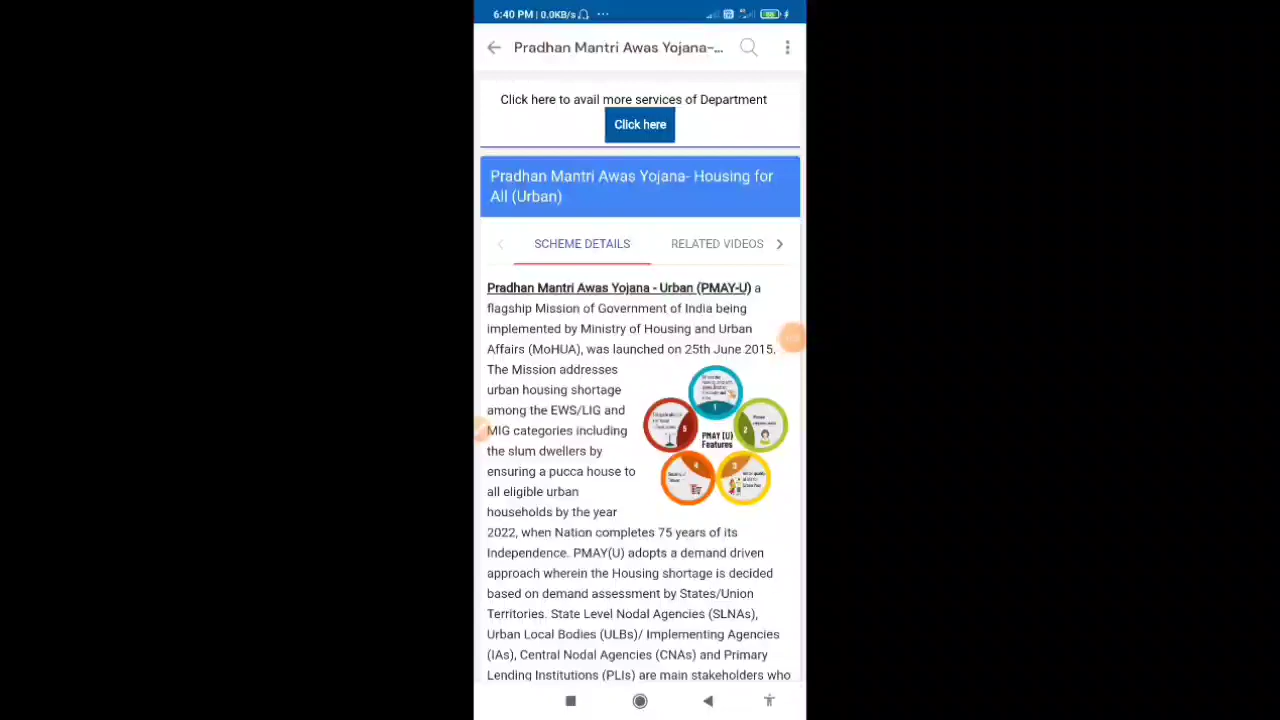 6:40 PM | 0.0KB/s
Pradhan Mantri Awas Yojana-...
Click here to avail more services of Department
Click here
Pradhan Mantri Awas Yojana- Housing for
All (Urban)
SCHEME DETAILS
RELATED VIDEOS
Pradhan Mantri Awas Yojana - Urban (PMAY-U) a
flagship Mission of Government of India being
implemented by Ministry of Housing and Urban
Affairs (MoHUA), was launched on 25th June 2015.
The Mission addresses
urban housing shortage
among the EWS/LIG and
MIG categories including
the slum dwellers by
ensuring a pucca house to
all eligible urban
households by the year
1
2
3
4
5
PMAY (U)
Features
2022, when Nation completes 75 years of its
Independence. PMAY(U) adopts a demand driven
approach wherein the Housing shortage is decided
based on demand assessment by States/Union
Territories. State Level Nodal Agencies (SLNAs),
Urban Local Bodies (ULBs)/ Implementing Agencies
(IAs), Central Nodal Agencies (CNAs) and Primary
Lending Institutions (PLIs) are main stakeholders who